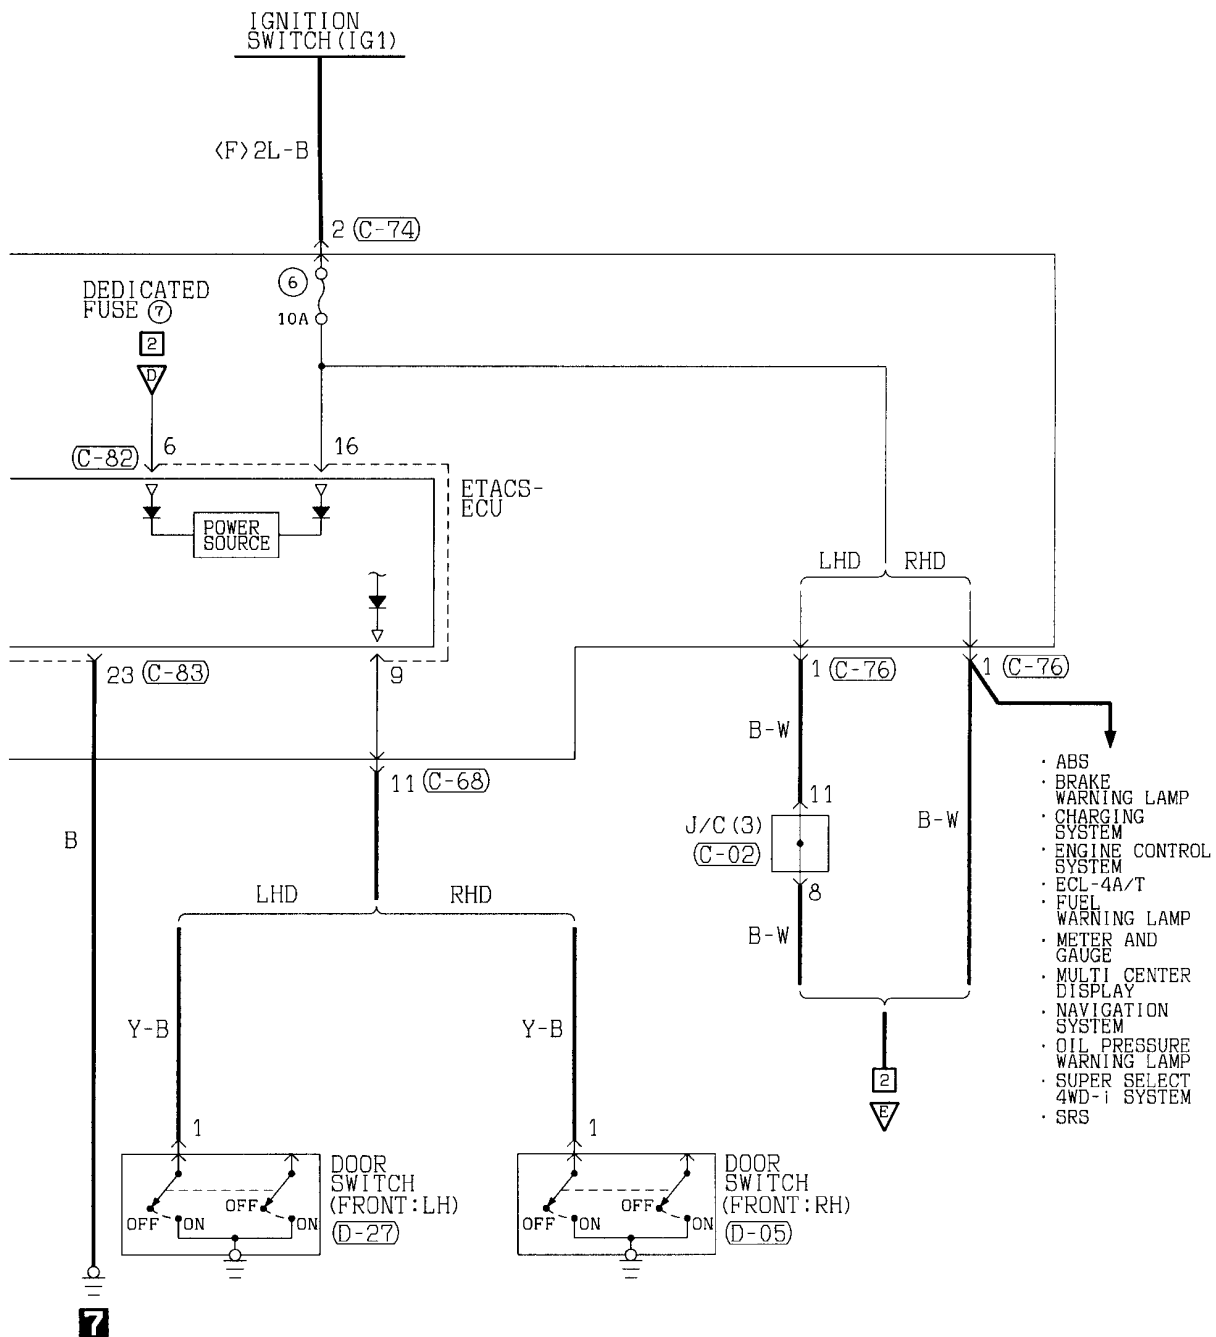 IGNITION
SWITCH(IG1)
<F>2L-B
2 (C-74)
6
10A
DEDICATED
FUSE 7
2
D
(C-82) 6
16
ETACS-
ECU
POWER
SOURCE
LHD RHD
23 (C-83)
9
1 (C-76)
1 (C-76)
B-W
11 (C-68)
11
B
J/C(3)
(C-02)
8
B-W
B-W
· ABS
· BRAKE
WARNING LAMP
· CHARGING
SYSTEM
· ENGINE CONTROL
SYSTEM
· ECL-4A/T
· FUEL
WARNING LAMP
· METER AND
GAUGE
· MULTI CENTER
DISPLAY
· NAVIGATION
SYSTEM
· OIL PRESSURE
WARNING LAMP
· SUPER SELECT
4WD-i SYSTEM
· SRS
LHD RHD
Y-B
Y-B
2
E
1
1
DOOR
SWITCH
(FRONT:LH)
(D-27)
OFF
OFF ON
ON
DOOR
SWITCH
(FRONT:RH)
(D-05)
OFF
OFF ON
ON
7